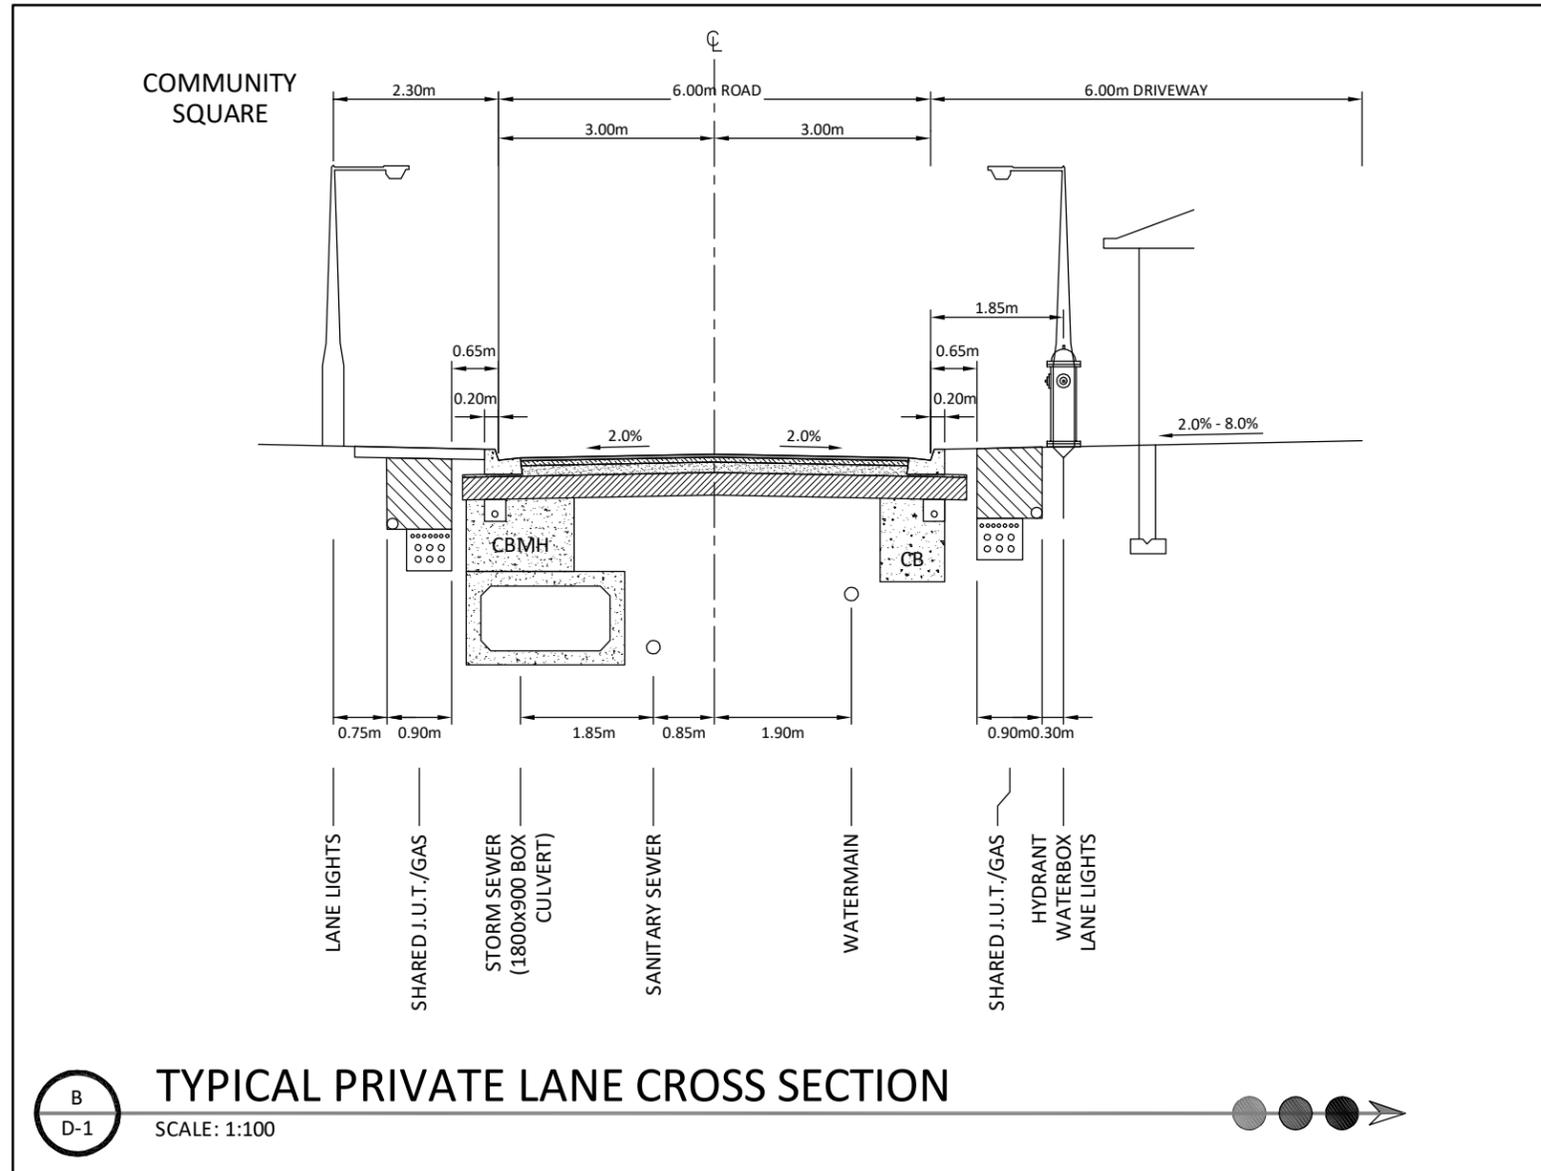 ℄
COMMUNITY
SQUARE
2.30m
6.00m ROAD
6.00m DRIVEWAY
3.00m
3.00m
1.85m
0.65m
0.65m
0.20m
0.20m
2.0%
2.0%
2.0% - 8.0%
CBMH
CB
0.75m
0.90m
1.85m
0.85m
1.90m
0.90m
0.30m
LANE LIGHTS
SHARED J.U.T./GAS
STORM SEWER
(1800x900 BOX
CULVERT)
SANITARY SEWER
WATERMAIN
SHARED J.U.T./GAS
HYDRANT
WATERBOX
LANE LIGHTS
B
D-1
TYPICAL PRIVATE LANE CROSS SECTION
SCALE: 1:100